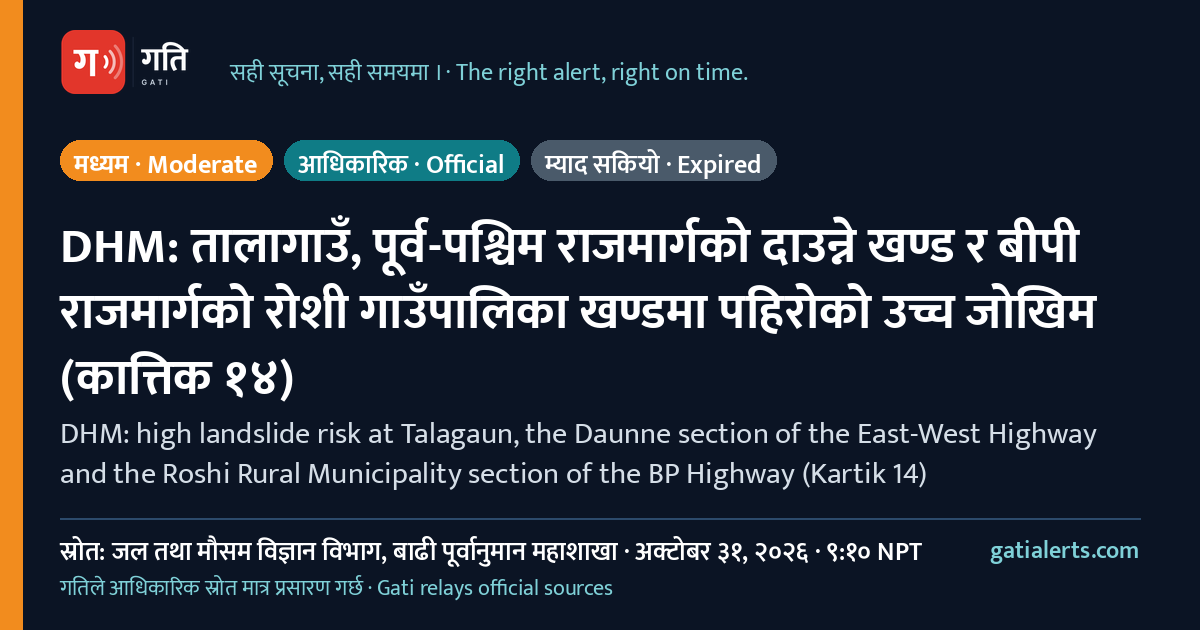 ग गति
GATI
सही सूचना, सही समयमा । · The right alert, right on time.
मध्यम · Moderate
आधिकारिक · Official
म्याद सकियो · Expired
DHM: तालागाउँ, पूर्व-पश्चिम राजमार्गको दाउन्ने खण्ड र बीपी
राजमार्गको रोशी गाउँपालिका खण्डमा पहिरोको उच्च जोखिम
(कात्तिक १४)
DHM: high landslide risk at Talagaun, the Daunne section of the East-West Highway
and the Roshi Rural Municipality section of the BP Highway (Kartik 14)
स्रोत: जल तथा मौसम विज्ञान विभाग, बाढी पूर्वानुमान महाशाखा · अक्टोबर ३१, २०२६ · ९:१० NPT
gatialerts.com
गतिले आधिकारिक स्रोत मात्र प्रसारण गर्छ · Gati relays official sources